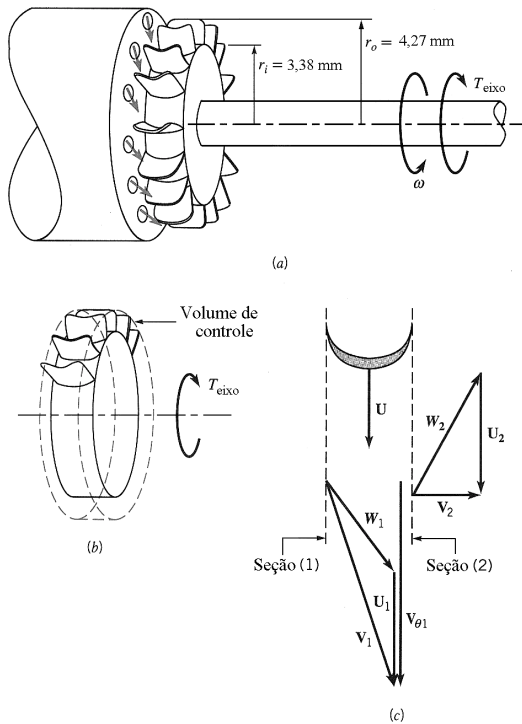 r_o = 4,27 mm
r_i = 3,38 mm
T_eixo
ω
(a)
Volume de
controle
T_eixo
(b)
U
W_2
U_2
V_2
W_1
Seção (1)
Seção (2)
U_1
V_θ1
V_1
(c)